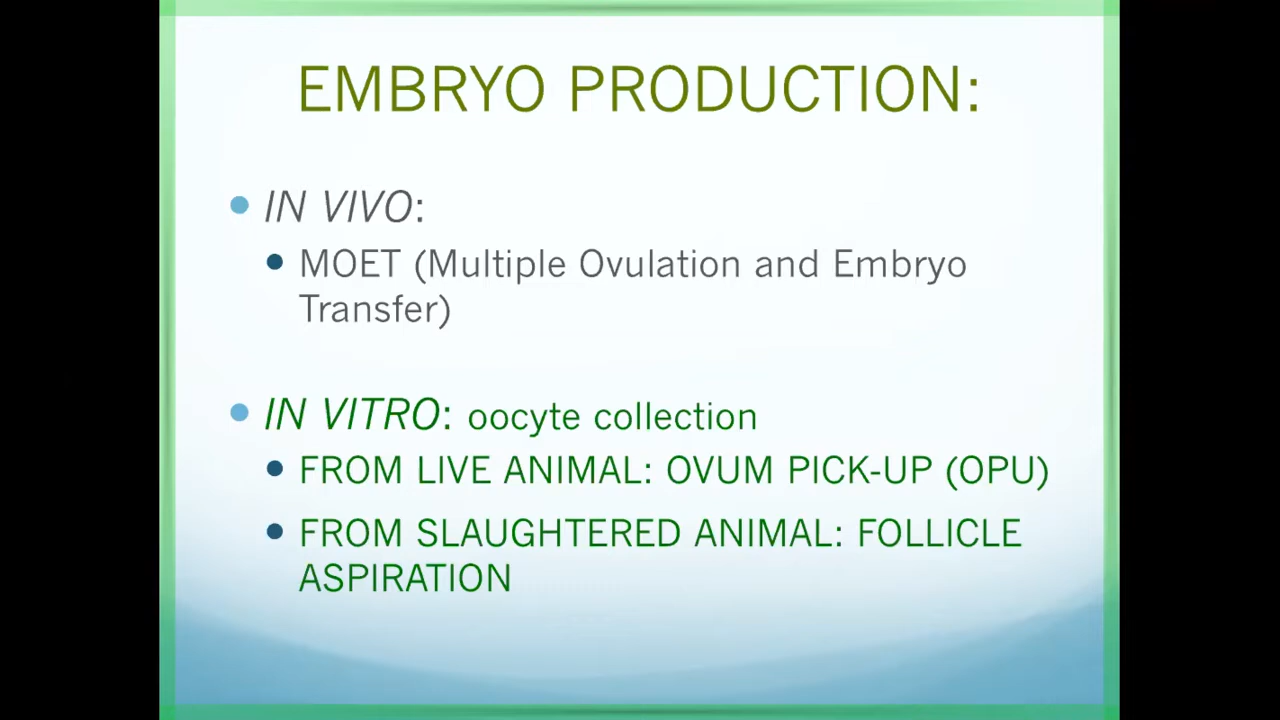 EMBRYO PRODUCTION:
• IN VIVO:
• MOET (Multiple Ovulation and Embryo
Transfer)
• IN VITRO: oocyte collection
• FROM LIVE ANIMAL: OVUM PICK-UP (OPU)
• FROM SLAUGHTERED ANIMAL: FOLLICLE
ASPIRATION